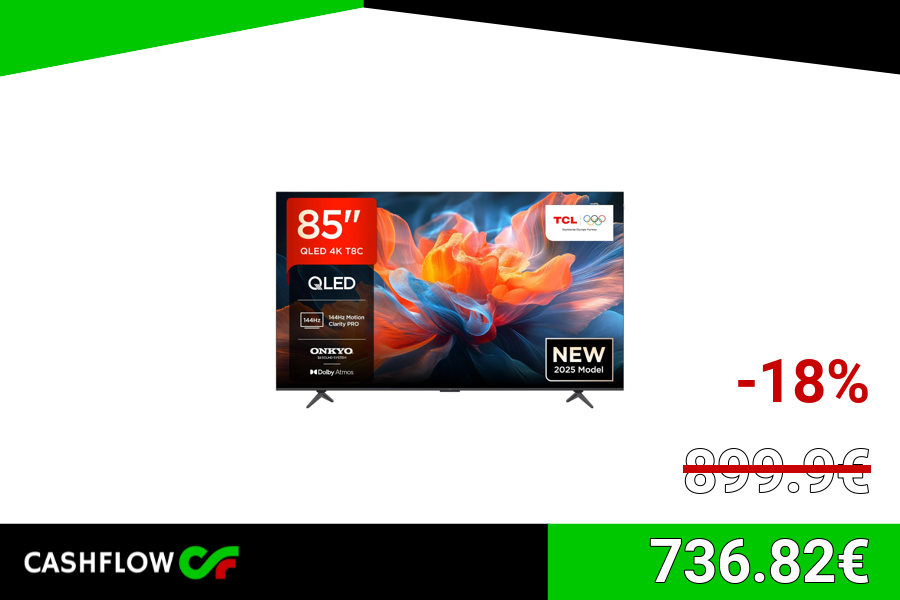 85"
QLED 4K T8C
QLED
144Hz
144Hz Motion
Clarity PRO
ONKYO
Dolby Atmos
TCL
NEW
2025 Model
-18%
899.9€
CASHFLOW
736.82€